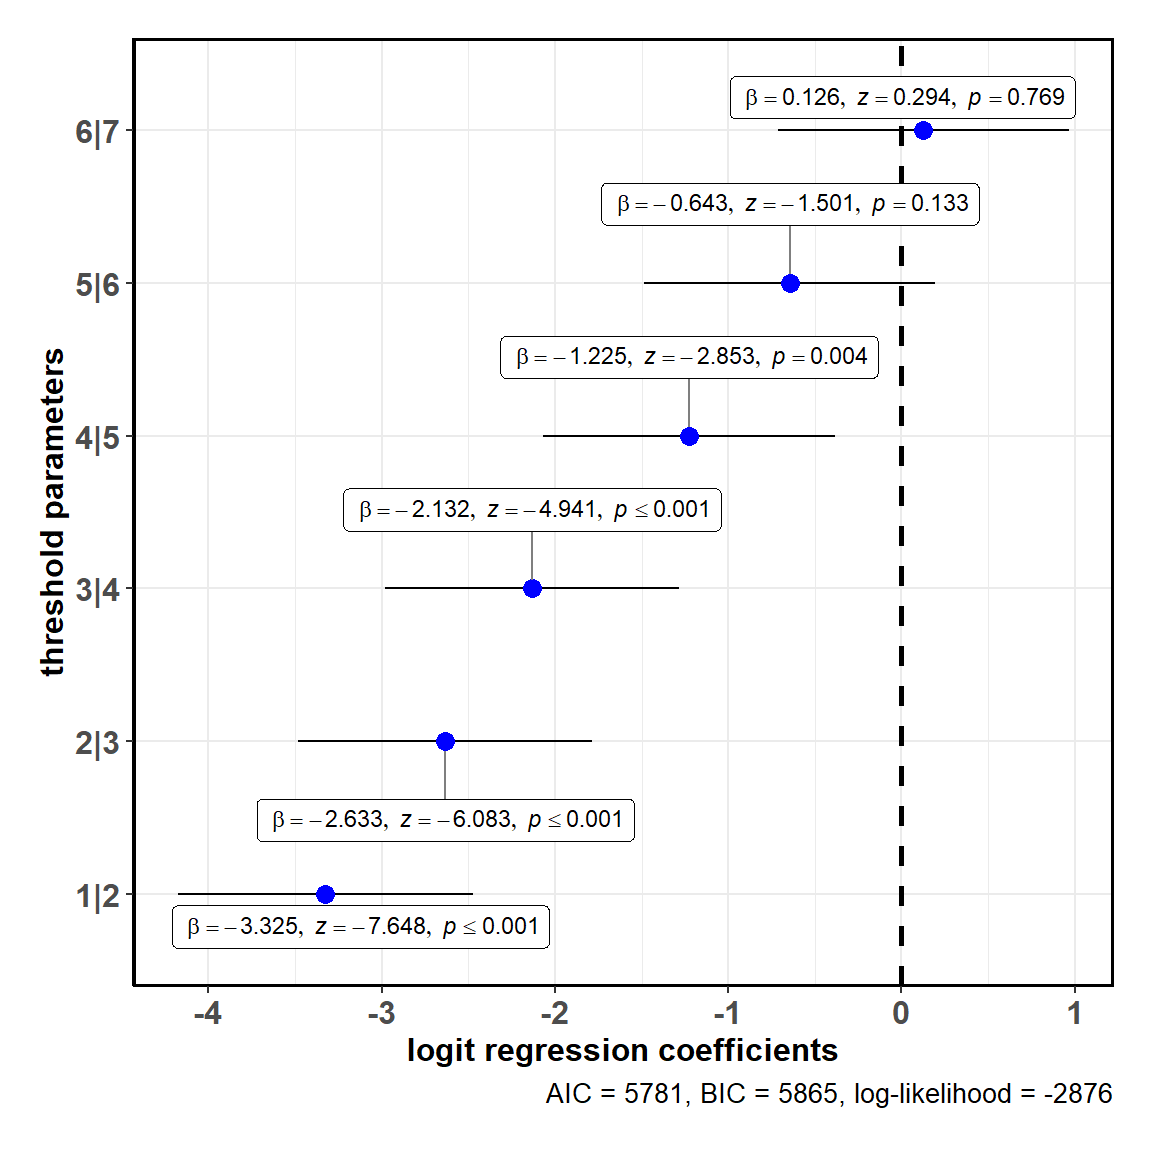 β = 0.126, z = 0.294, p = 0.769
6|7
β = −0.643, z = −1.501, p = 0.133
5|6
β = −1.225, z = −2.853, p = 0.004
4|5
β = −2.132, z = −4.941, p ≤ 0.001
3|4
2|3
β = −2.633, z = −6.083, p ≤ 0.001
1|2
β = −3.325, z = −7.648, p ≤ 0.001
threshold parameters
-4 -3 -2 -1 0 1
logit regression coefficients
AIC = 5781, BIC = 5865, log-likelihood = -2876